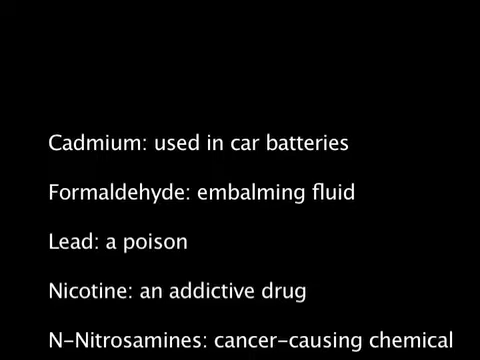 Cadmium: used in car batteries
Formaldehyde: embalming fluid
Lead: a poison
Nicotine: an addictive drug
N-Nitrosamines: cancer-causing chemical